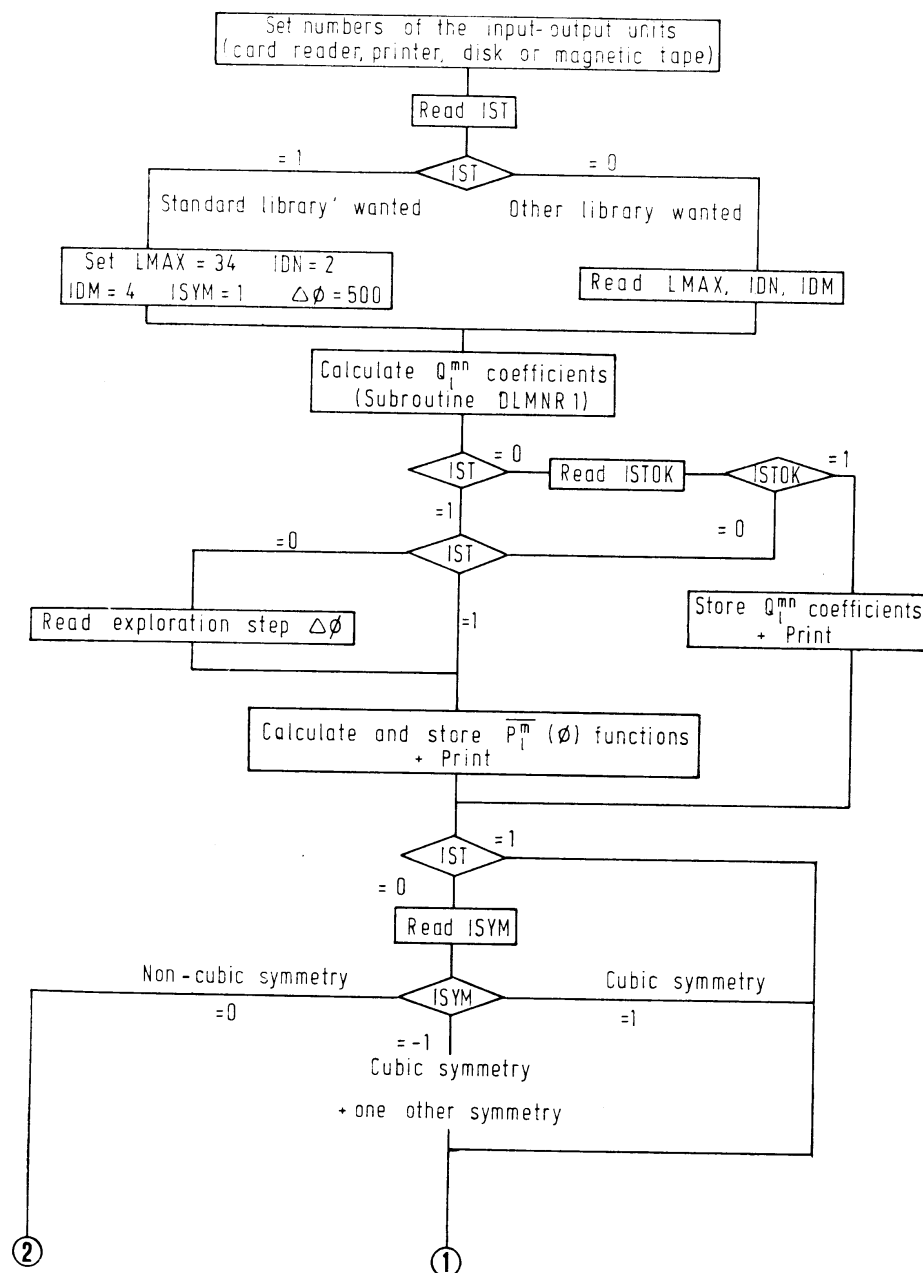 Set numbers of the input-output units
(card reader, printer, disk or magnetic tape)
Read IST
=1
IST
=0
Standard library' wanted
Other library wanted
Set LMAX = 34 IDN = 2
IDM = 4 ISYM = 1 △Ø = 500
Read LMAX, IDN, IDM
Calculate Q_l^{mn} coefficients
(Subroutine DLMNR1)
IST
=0
Read ISTOK
ISTOK
=1
=1
=0
IST
=0
Read exploration step △Ø
=1
Store Q_l^{mn} coefficients
+ Print
Calculate and store \overline{P_l^m} (Ø) functions
+ Print
IST
=1
= 0
Read ISYM
Non-cubic symmetry
ISYM
Cubic symmetry
=0
=1
= -1
Cubic symmetry
+ one other symmetry
2
1